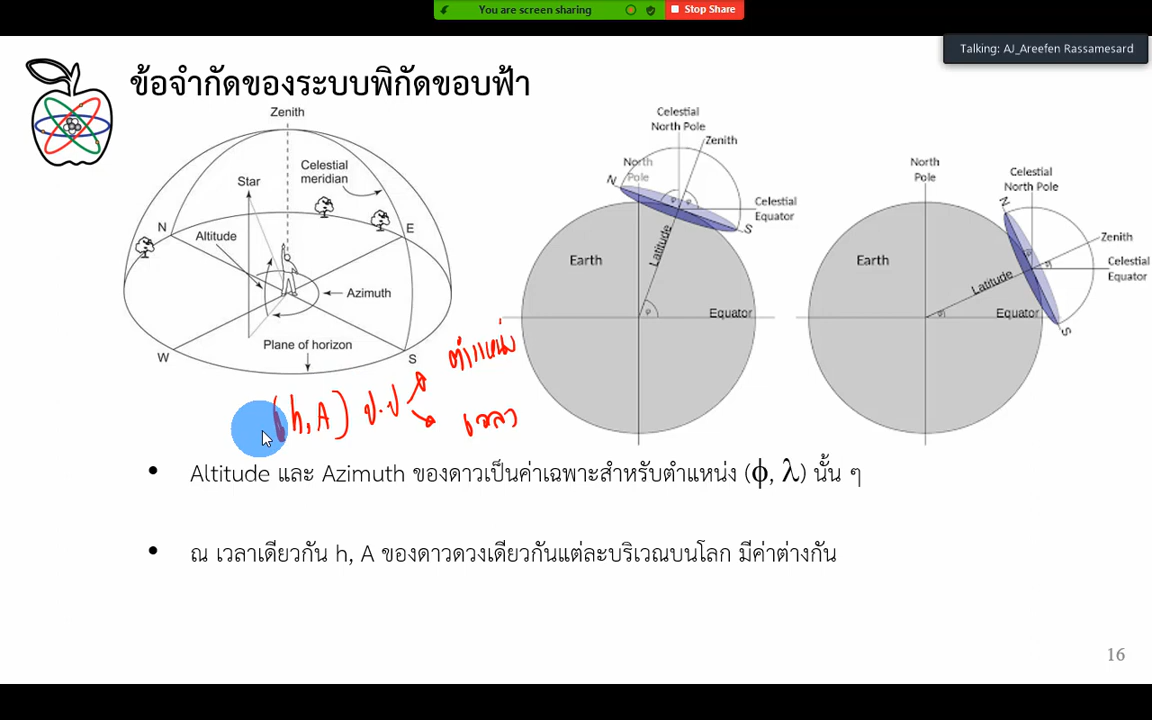 You are screen sharing
Stop Share
Talking: AJ_Areefen Rassamesard
ข้อจำกัดของระบบพิกัดขอบฟ้า
Zenith
Celestial
meridian
Star
N
E
Altitude
Azimuth
W
Plane of horizon
S
Celestial
North Pole
Zenith
North
Pole
N
Celestial
Equator
S
Latitude
Earth
φ
Equator
North
Pole
Celestial
North Pole
N
Zenith
Celestial
Equator
Earth
Latitude
φ
Equator
S
(h, A) ป.ป
ตำแหน่ง
เวลา
• Altitude และ Azimuth ของดาวเป็นค่าเฉพาะสำหรับตำแหน่ง (ϕ, λ) นั้น ๆ
• ณ เวลาเดียวกัน h, A ของดาวดวงเดียวกันแต่ละบริเวณบนโลก มีค่าต่างกัน
16